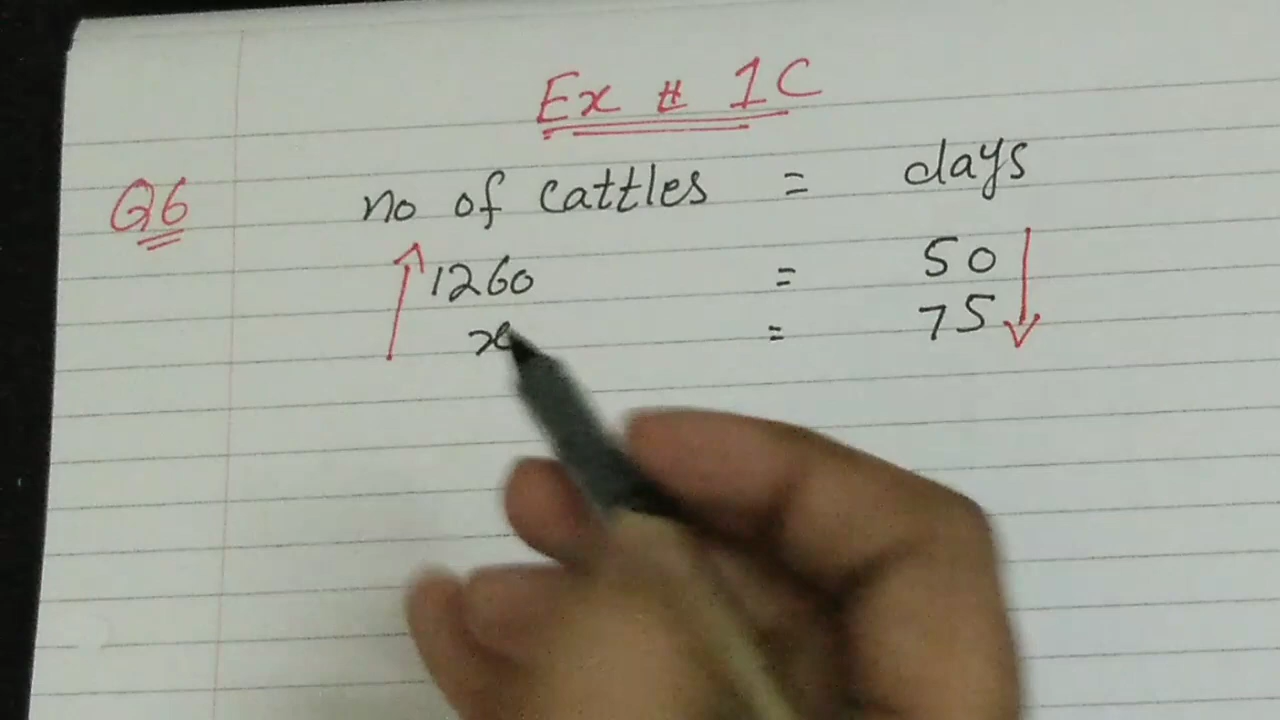 Ex # 1C
Q6 no of cattles = days
1260 = 50
x = 75